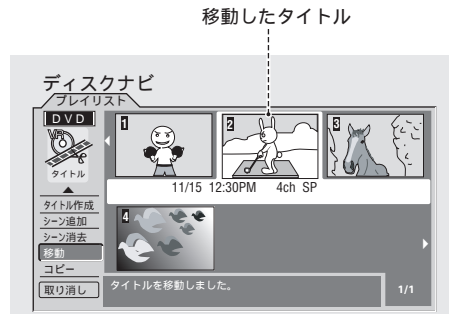 移動したタイトル
ディスクナビ
プレイリスト
DVD
VR
タイトル
タイトル作成
シーン追加
シーン消去
移動
コピー
取り消し
1
2
3
11/15 12:30PM 4ch SP
4
タイトルを移動しました。
1/1